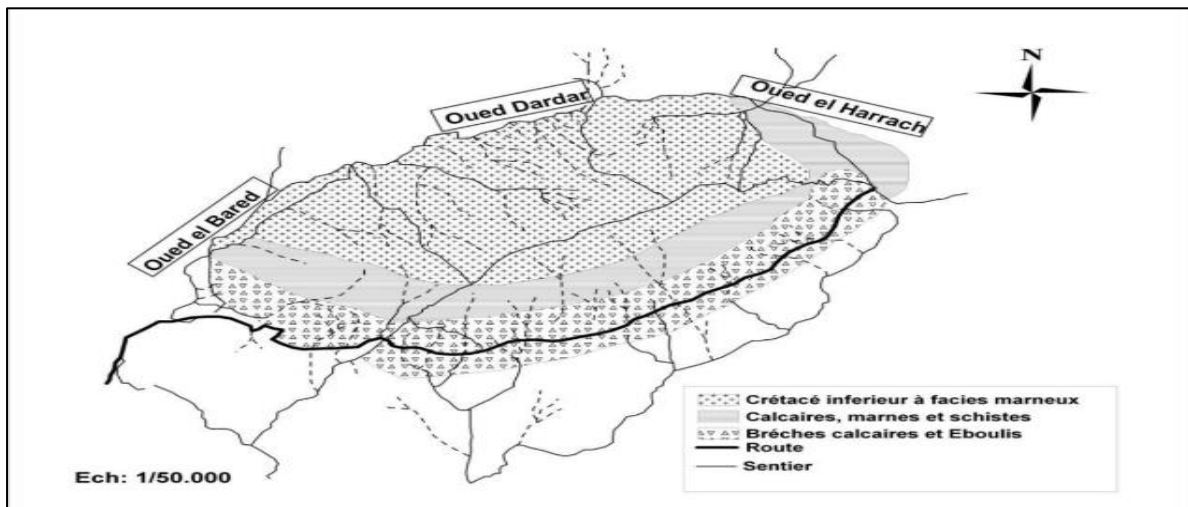 N
Oued Dardar
Oued el Harrach
Oued el Bared
Crétacé inferieur à facies marneux
Calcaires, marnes et schistes
Bréches calcaires et Eboulis
Route
Sentier
Ech: 1/50.000